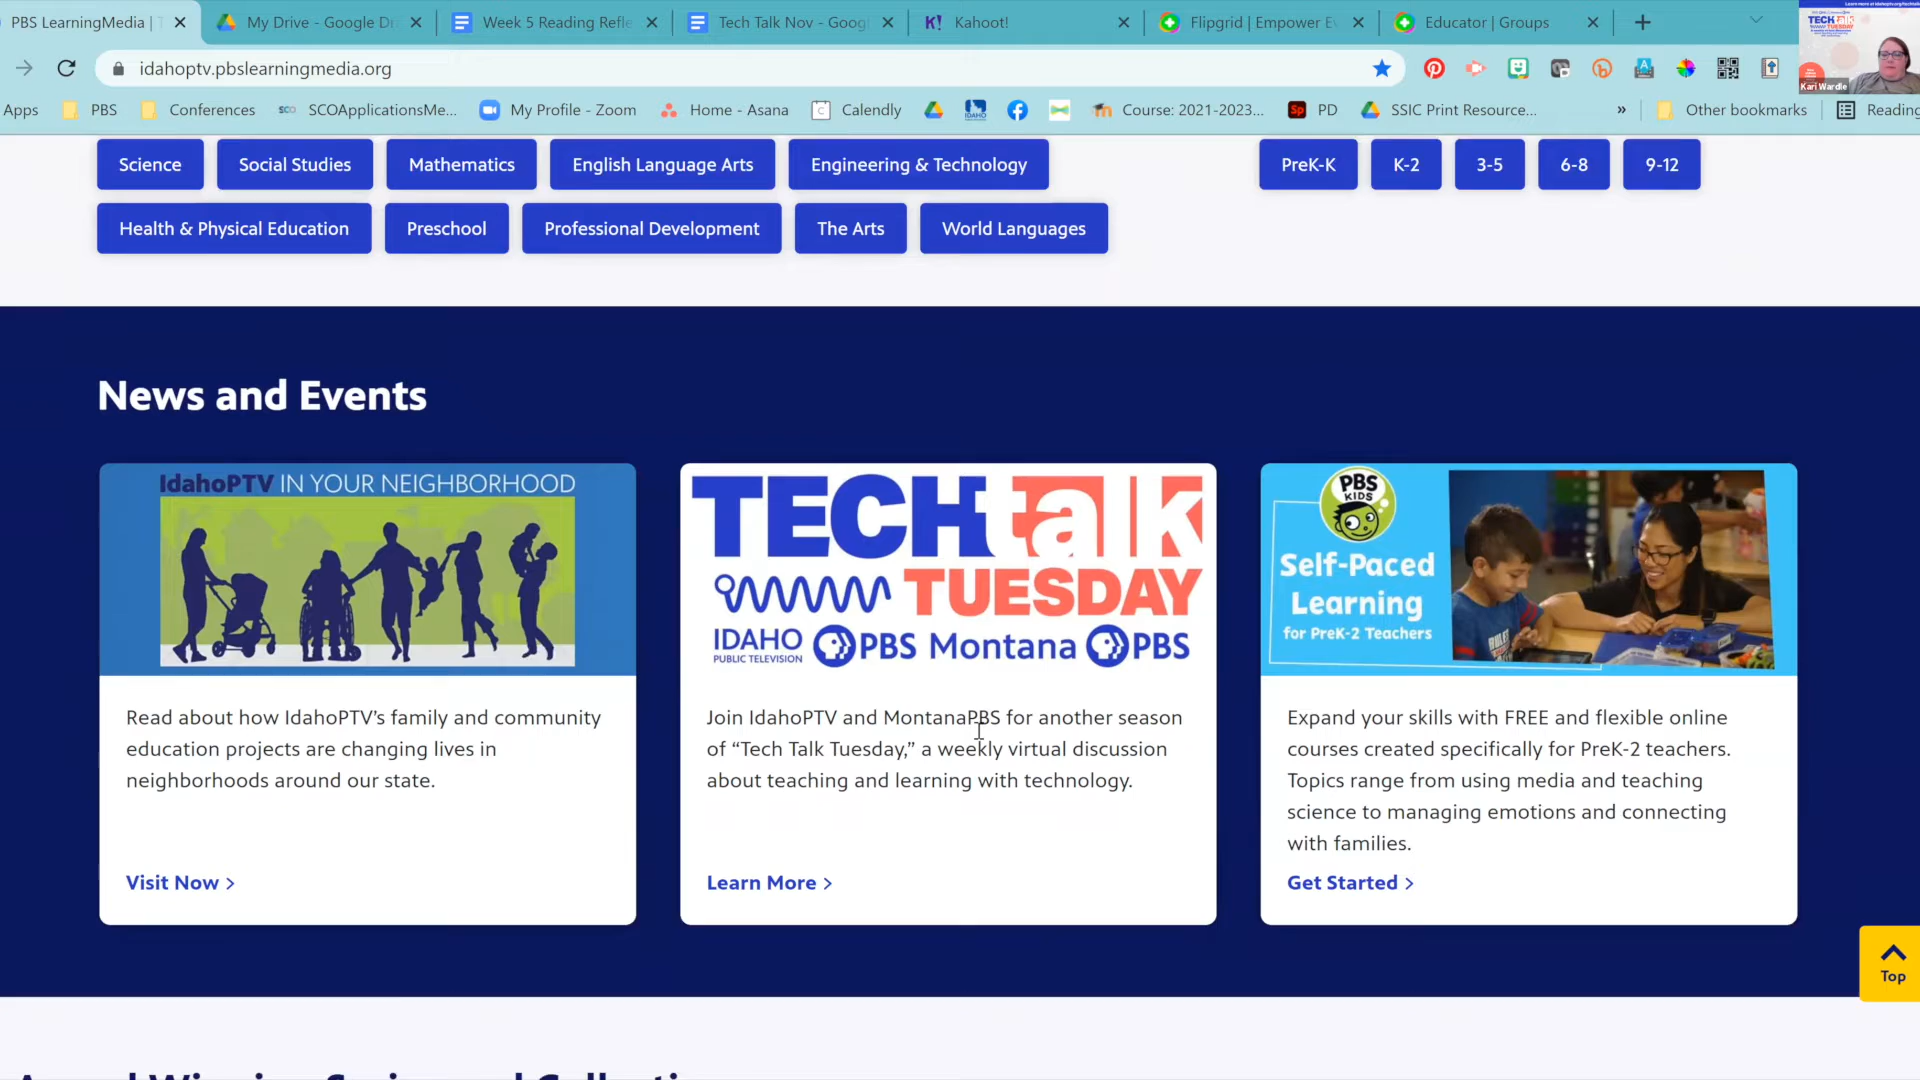 PBS LearningMedia |
My Drive - Google Dr
Week 5 Reading Refle
Tech Talk Nov - Googl
Kahoot!
Flipgrid | Empower Ev
Educator | Groups
idahoptv.pbslearningmedia.org
Apps
PBS
Conferences
SCOApplicationsMe...
My Profile - Zoom
Home - Asana
Calendly
Course: 2021-2023...
PD
SSIC Print Resource...
»
Other bookmarks
Reading
TECH talk
TUESDAY
Kari Wardle
Science
Social Studies
Mathematics
English Language Arts
Engineering & Technology
PreK-K
K-2
3-5
6-8
9-12
Health & Physical Education
Preschool
Professional Development
The Arts
World Languages
News and Events
IdahoPTV IN YOUR NEIGHBORHOOD
Read about how IdahoPTV's family and community
education projects are changing lives in
neighborhoods around our state.
Visit Now >
TECH talk
TUESDAY
IDAHO PUBLIC TELEVISION PBS Montana PBS
Join IdahoPTV and MontanaPBS for another season
of “Tech Talk Tuesday,” a weekly virtual discussion
about teaching and learning with technology.
Learn More >
PBS KIDS
Self-Paced
Learning
for PreK-2 Teachers
Expand your skills with FREE and flexible online
courses created specifically for PreK-2 teachers.
Topics range from using media and teaching
science to managing emotions and connecting
with families.
Get Started >
Top